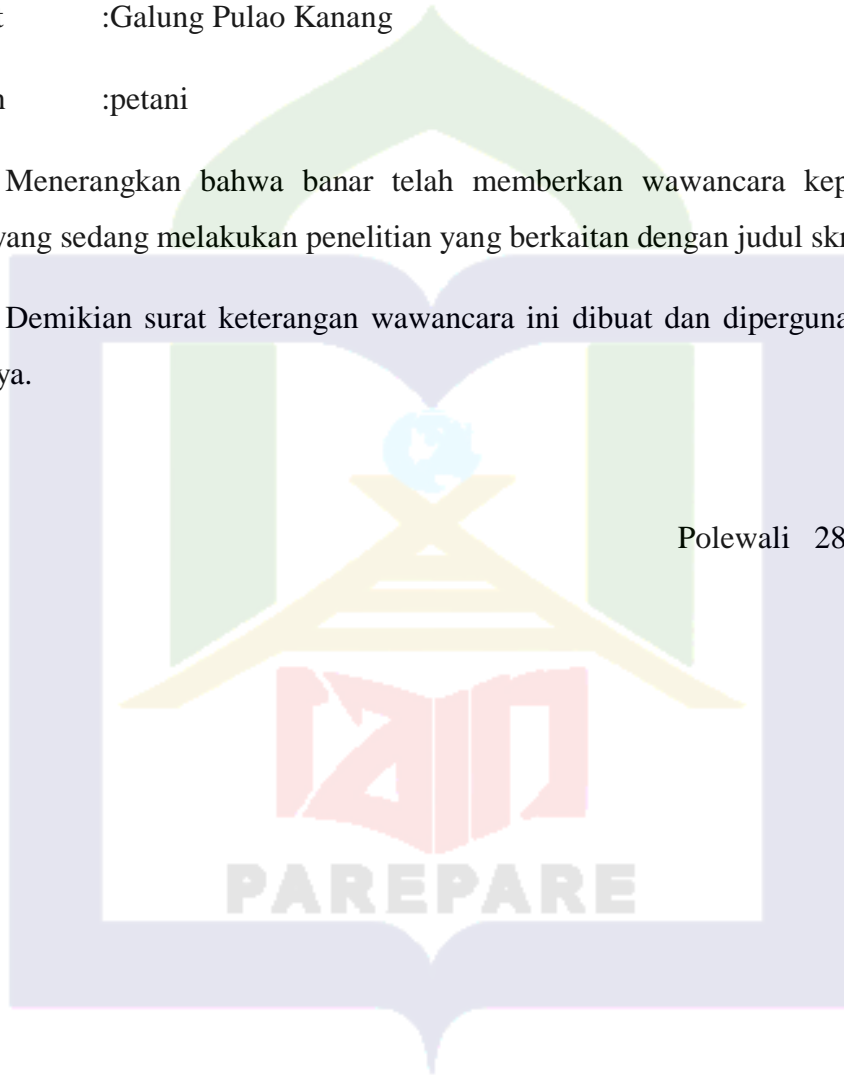 t :Galung Pulao Kanang
n :petani
Menerangkan bahwa banar telah memberkan wawancara kep
yang sedang melakukan penelitian yang berkaitan dengan judul skr
Demikian surat keterangan wawancara ini dibuat dan diperguna
ya.
Polewali 28
iain
PAREPARE